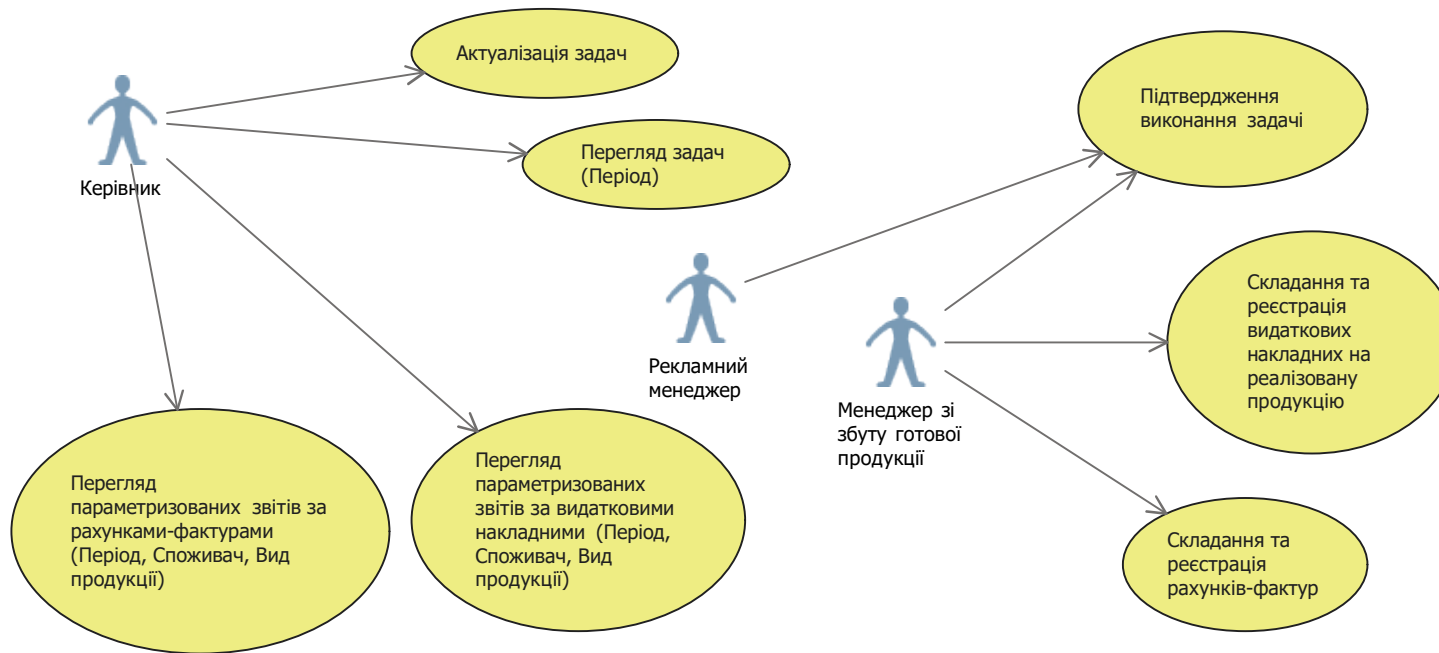 Актуалізація задач
Підтвердження
виконання задачі
Перегляд задач
(Період)
Керівник
Складання та
реєстрація
видаткових
накладних на
реалізовану
продукцію
Рекламний
менеджер
Менеджер зі
збуту готової
продукції
Перегляд
параметризованих звітів за
рахунками-фактурами
(Період, Споживач, Вид
продукції)
Перегляд
параметризованих
звітів за видатковими
накладними (Період,
Споживач, Вид
продукції)
Складання та
реєстрація
рахунків-фактур